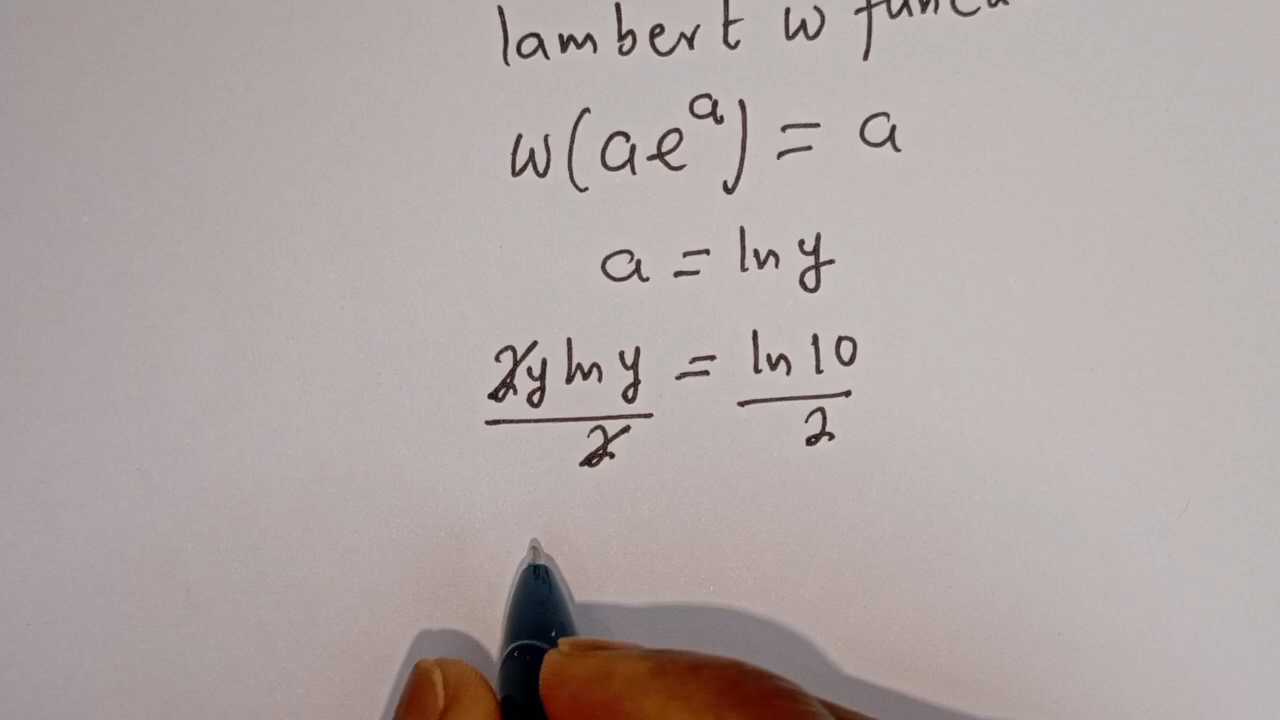 lambert w
w(ae^a) = a
a = ln y
2y ln y / 2 = ln 10 / 2